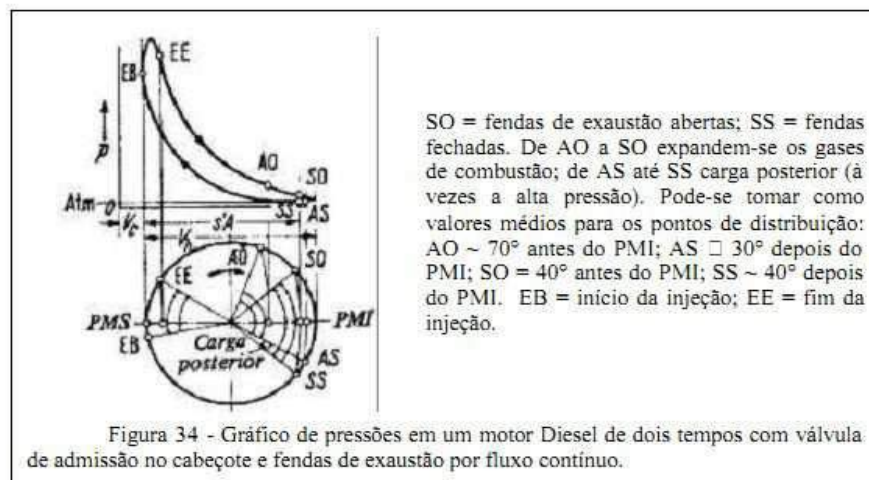 EE
EB
p
AO
SO
Atm
0
SS
AS
Vc
s'A
Vh
AO
SO
EE
PMS
PMI
EB
Carga
posterior
AS
SS
SO = fendas de exaustão abertas; SS = fendas
fechadas. De AO a SO expandem-se os gases
de combustão; de AS até SS carga posterior (à
vezes a alta pressão). Pode-se tomar como
valores médios para os pontos de distribuição:
AO ~ 70° antes do PMI; AS □ 30° depois do
PMI; SO = 40° antes do PMI; SS ~ 40° depois
do PMI. EB = início da injeção; EE = fim da
injeção.
Figura 34 - Gráfico de pressões em um motor Diesel de dois tempos com válvula
de admissão no cabeçote e fendas de exaustão por fluxo contínuo.